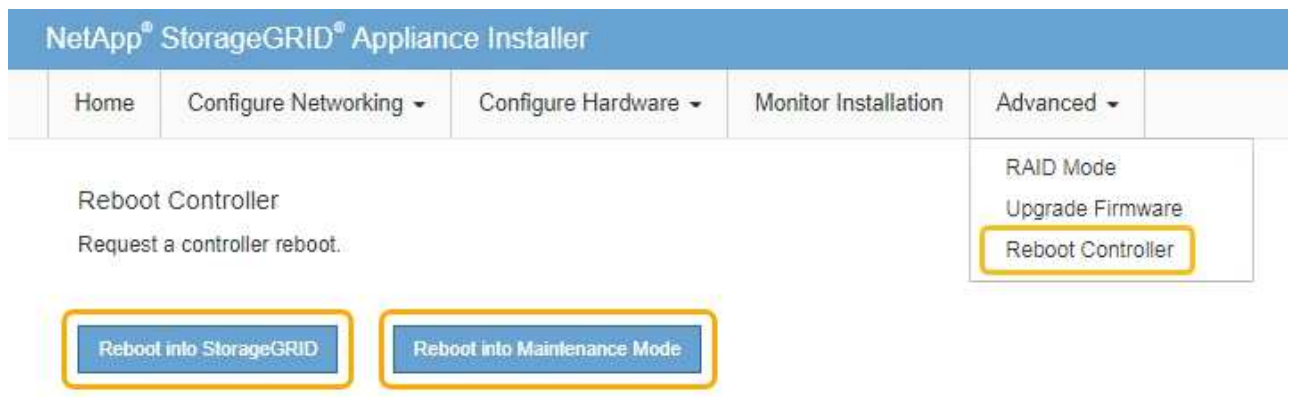 NetApp® StorageGRID® Appliance Installer
Home Configure Networking Configure Hardware Monitor Installation Advanced
RAID Mode
Upgrade Firmware
Reboot Controller
Reboot Controller
Request a controller reboot.
Reboot into StorageGRID Reboot into Maintenance Mode